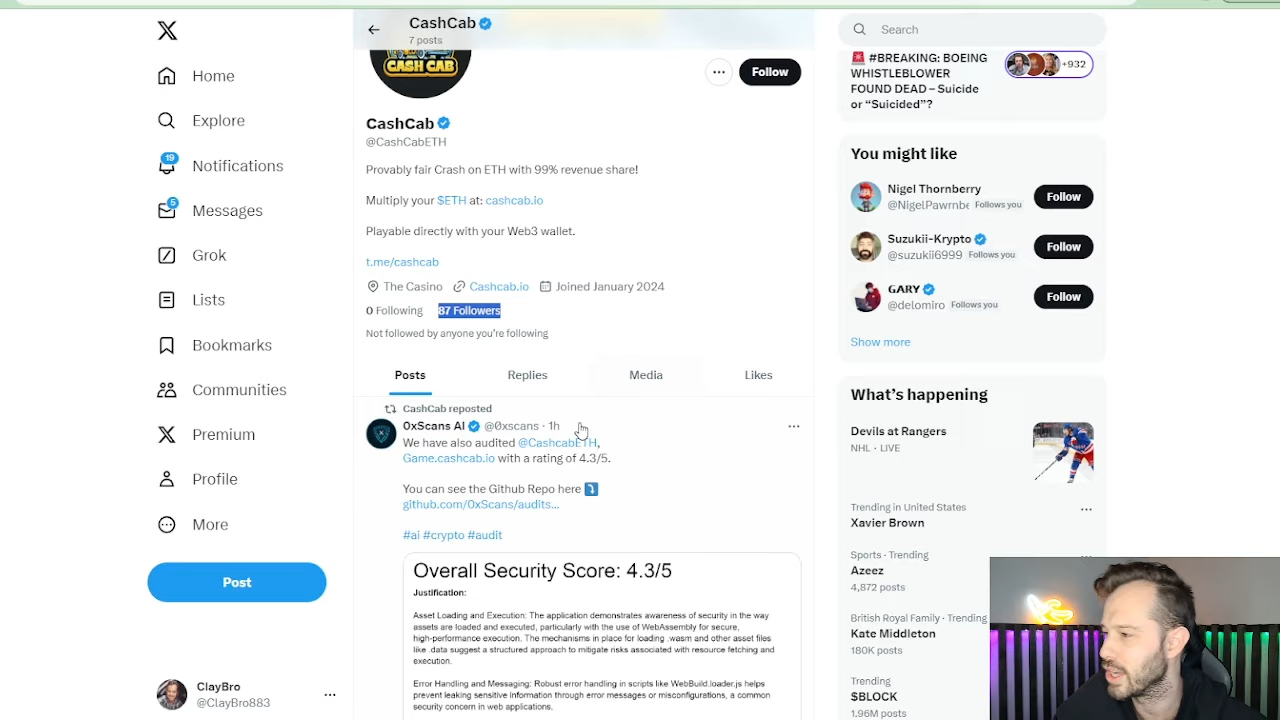 CashCab
7 posts
CASH CAB
Follow
CashCab
@CashCabETH
Provably fair Crash on ETH with 99% revenue share!
Multiply your $ETH at: cashcab.io
Playable directly with your Web3 wallet.
t.me/cashcab
The Casino Cashcab.io Joined January 2024
0 Following 87 Followers
Not followed by anyone you're following
Posts Replies Media Likes
CashCab reposted
0xScans AI @0xscans · 1h
We have also audited @CashcabETH,
Game.cashcab.io with a rating of 4.3/5.
You can see the Github Repo here
github.com/0xScans/audits...
#ai #crypto #audit
Overall Security Score: 4.3/5
Justification:
Asset Loading and Execution: The application demonstrates awareness of security in the way
assets are loaded and executed, particularly with the use of WebAssembly for secure,
high-performance execution. The mechanisms in place for loading .wasm and other asset files
like .data suggest a structured approach to mitigate risks associated with resource fetching and
execution.
Error Handling and Messaging: Robust error handling in scripts like WebBuild.loader.js helps
prevent leaking sensitive information through error messages or misconfigurations, a common
security concern in web applications.
Home
Explore
19
Notifications
5
Messages
Grok
Lists
Bookmarks
Communities
Premium
Profile
More
Post
ClayBro
@ClayBro883
Search
#BREAKING: BOEING
WHISTLEBLOWER
FOUND DEAD – Suicide
or “Suicided”?
+932
You might like
Nigel Thornberry
@NigelPawrnbe Follows you
Follow
Suzukii-Krypto
@suzukii6999 Follows you
Follow
GARY
@delomiro Follows you
Follow
Show more
What's happening
Devils at Rangers
NHL · LIVE
Trending in United States
Xavier Brown
Sports · Trending
Azeez
4,872 posts
British Royal Family · Trending
Kate Middleton
180K posts
Trending
$BLOCK
1.96M posts